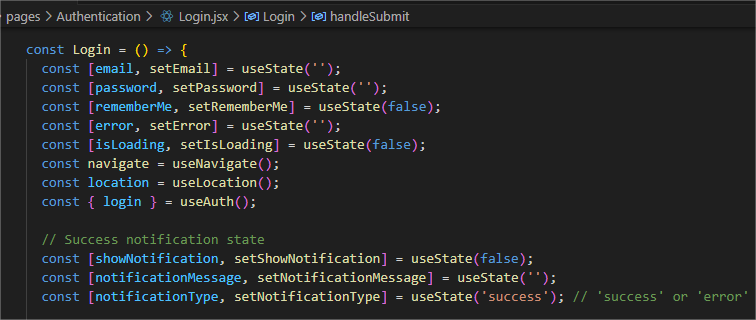 pages > Authentication > Login.jsx > Login > handleSubmit
const Login = () => {
const [email, setEmail] = useState('');
const [password, setPassword] = useState('');
const [rememberMe, setRememberMe] = useState(false);
const [error, setError] = useState('');
const [isLoading, setIsLoading] = useState(false);
const navigate = useNavigate();
const location = useLocation();
const { login } = useAuth();
// Success notification state
const [showNotification, setShowNotification] = useState(false);
const [notificationMessage, setNotificationMessage] = useState('');
const [notificationType, setNotificationType] = useState('success'); // 'success' or 'error'